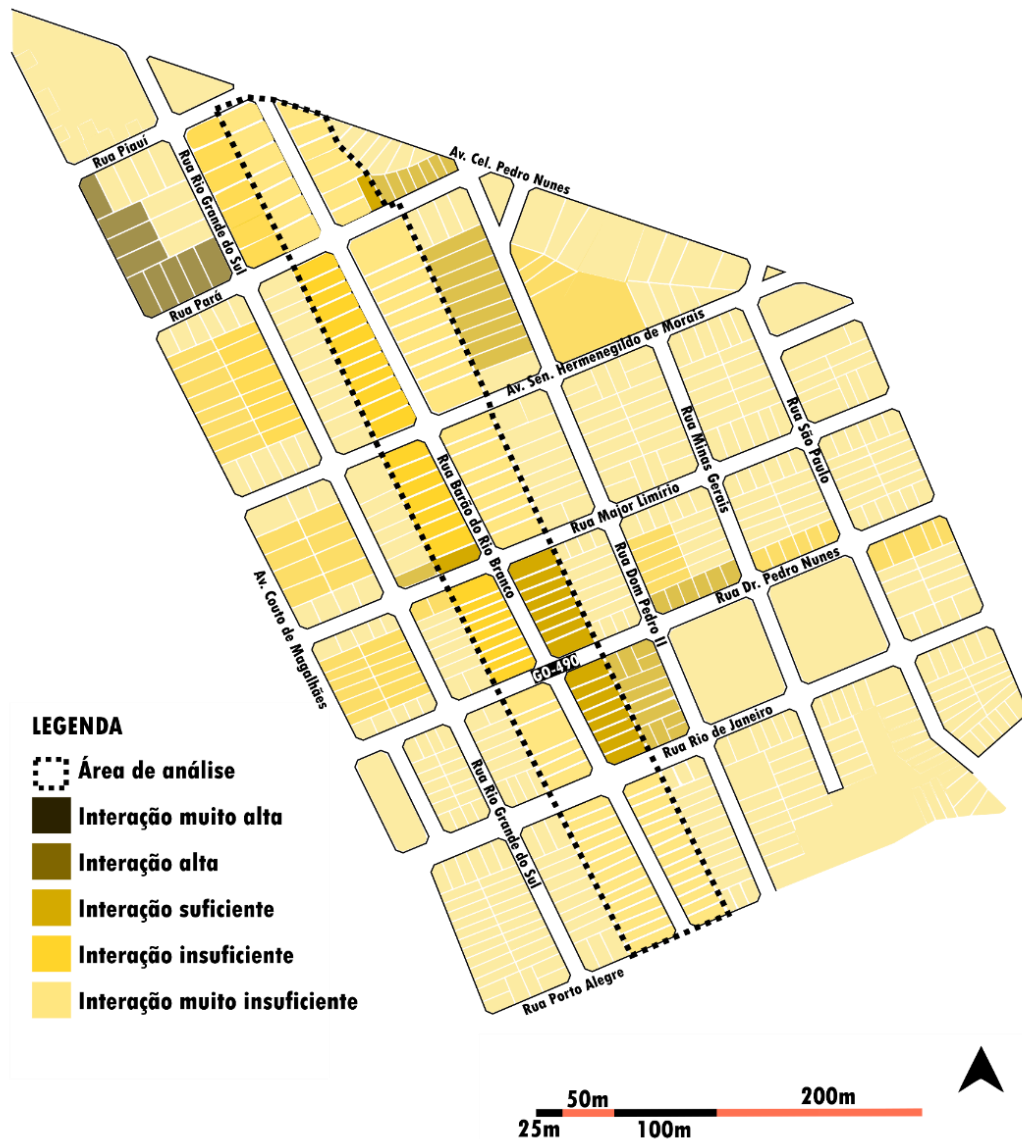 Rua Piauí
Rua Rio Grande do Sul
Av. Cel. Pedro Nunes
Rua Pará
Av. Sen. Hermenegildo de Morais
Rua Minas Gerais
Rua São Paulo
Rua Barão do Rio Branco
Rua Major Limírio
Rua Dom Pedro II
Rua Dr. Pedro Nunes
Av. Couto de Magalhães
GO-490
Rua Rio de Janeiro
Rua Rio Grande do Sul
Rua Porto Alegre
LEGENDA
Área de análise
Interação muito alta
Interação alta
Interação suficiente
Interação insuficiente
Interação muito insuficiente
50m
200m
25m
100m